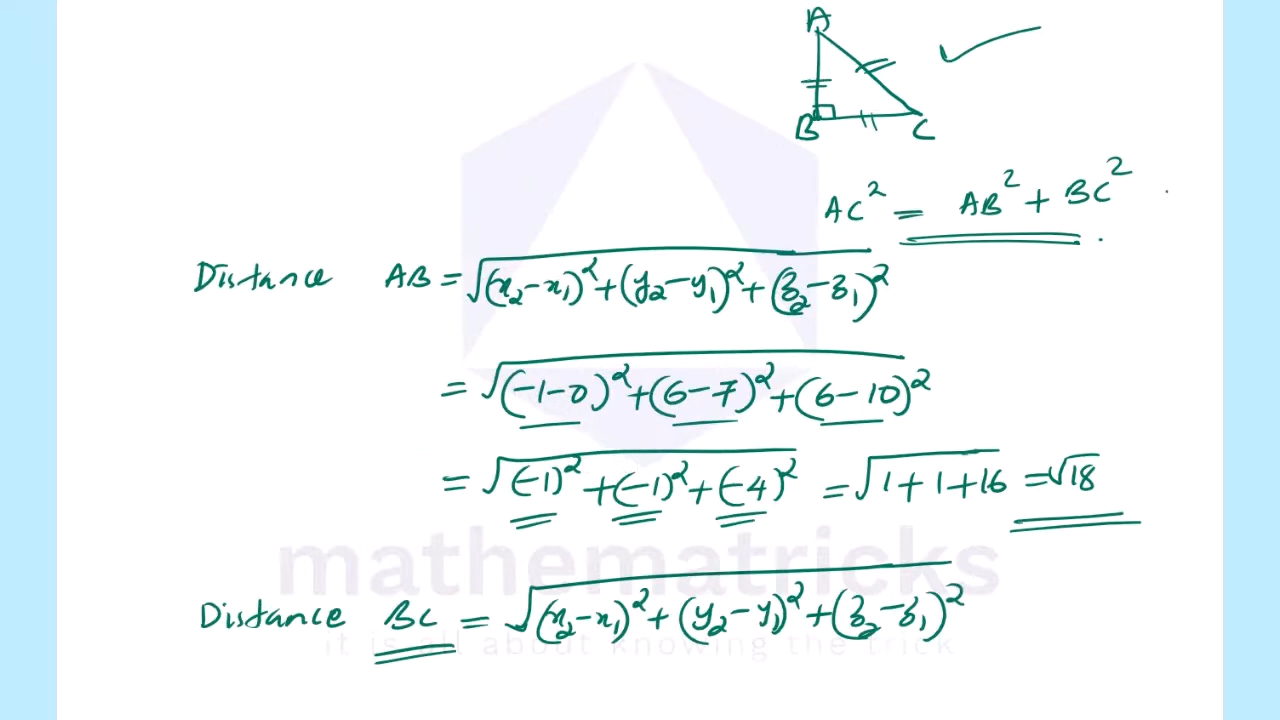 A
B
C
AC² = AB² + BC²
Distance AB = √(x₂-x₁)²+(y₂-y₁)²+(z₂-z₁)²
= √(-1-0)²+(6-7)²+(6-10)²
= √(-1)²+(-1)²+(-4)² = √1+1+16 = √18
mathematricks
Distance BC = √(x₂-x₁)²+(y₂-y₁)²+(z₂-z₁)²
it is all about knowing the trick